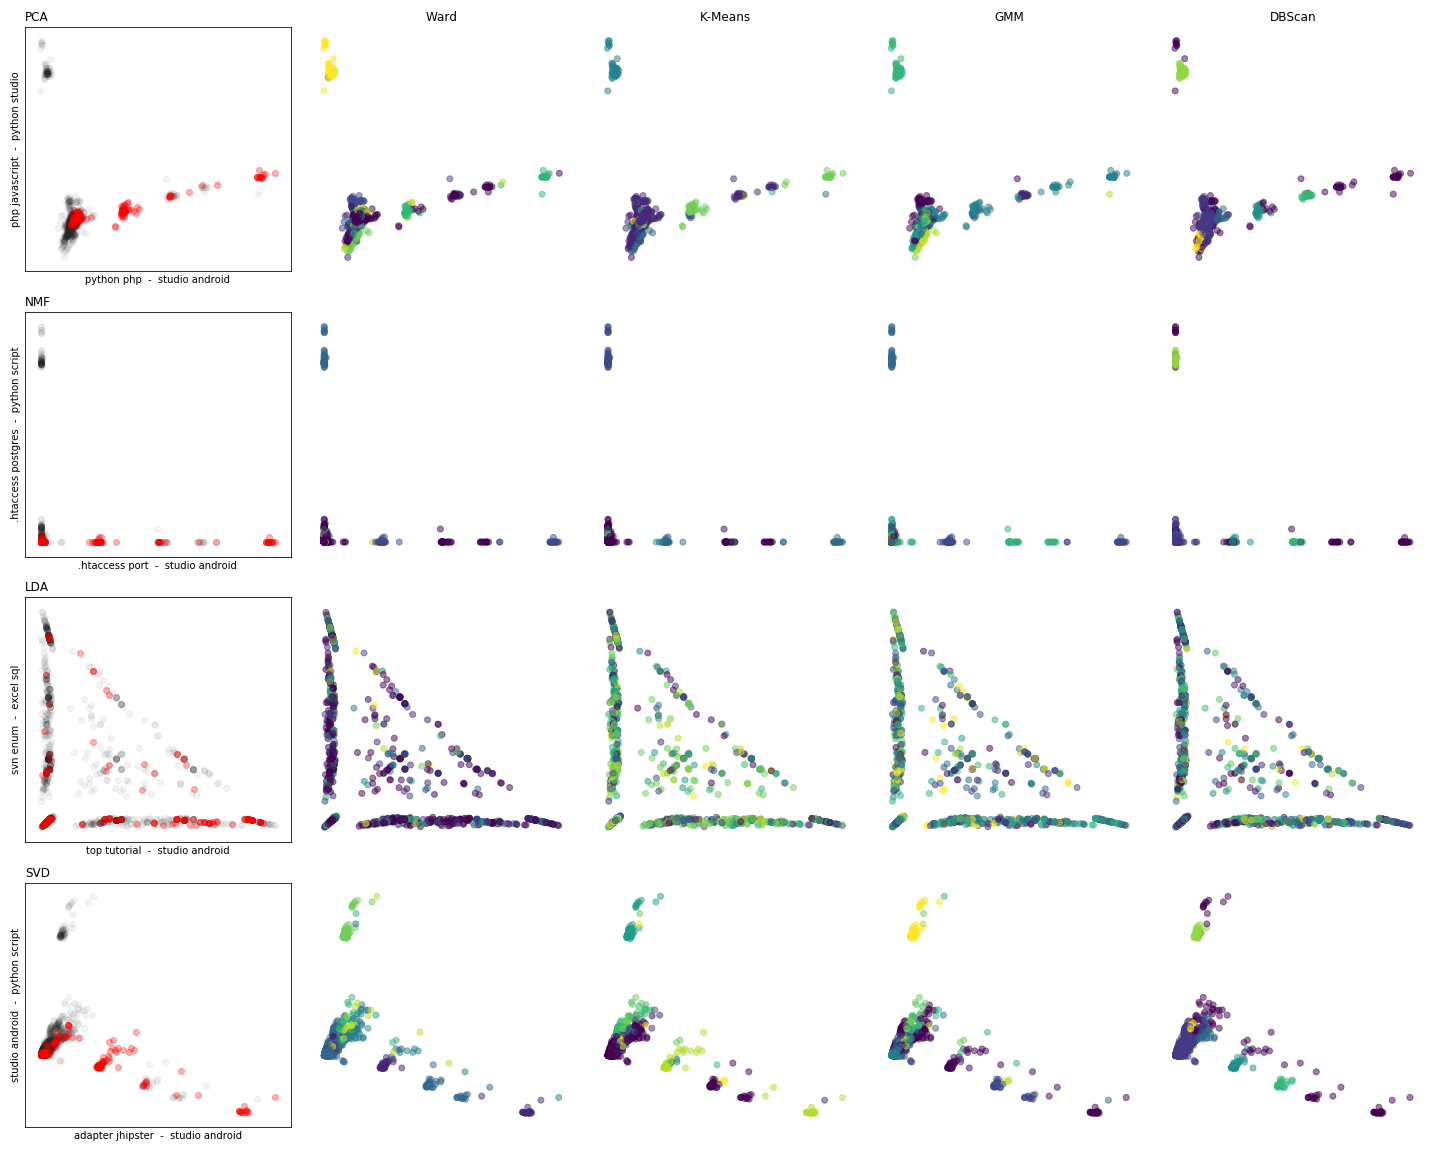 PCA
Ward
K-Means
GMM
DBScan
php javascript - python studio
python php - studio android
NMF
.htaccess postgres - python script
.htaccess port - studio android
LDA
svn enum - excel sql
top tutorial - studio android
SVD
studio android - python script
adapter jhipster - studio android